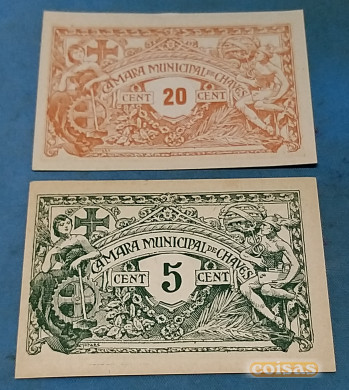 CAMARA MUNICIPAL DE CHAVES
CENT 20 CENT
CAMARA MUNICIPAL DE CHAVES
CENT 5 CENT
coisas